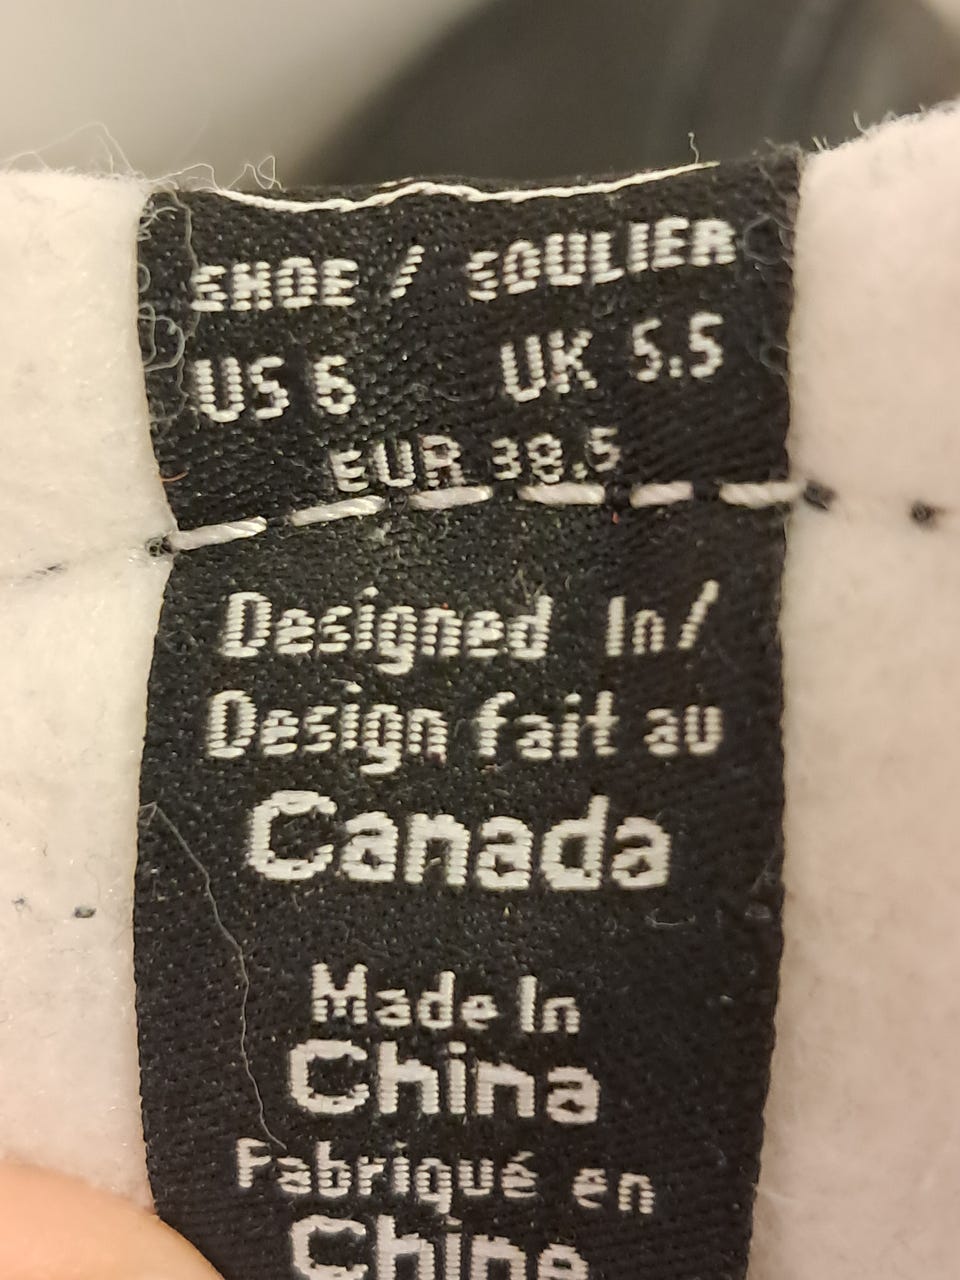 SHOE / SOULIER
US 6 UK 5.5
EUR 38.5
Designed In/
Design fait au
Canada
Made In
China
Fabriqué en
Chine